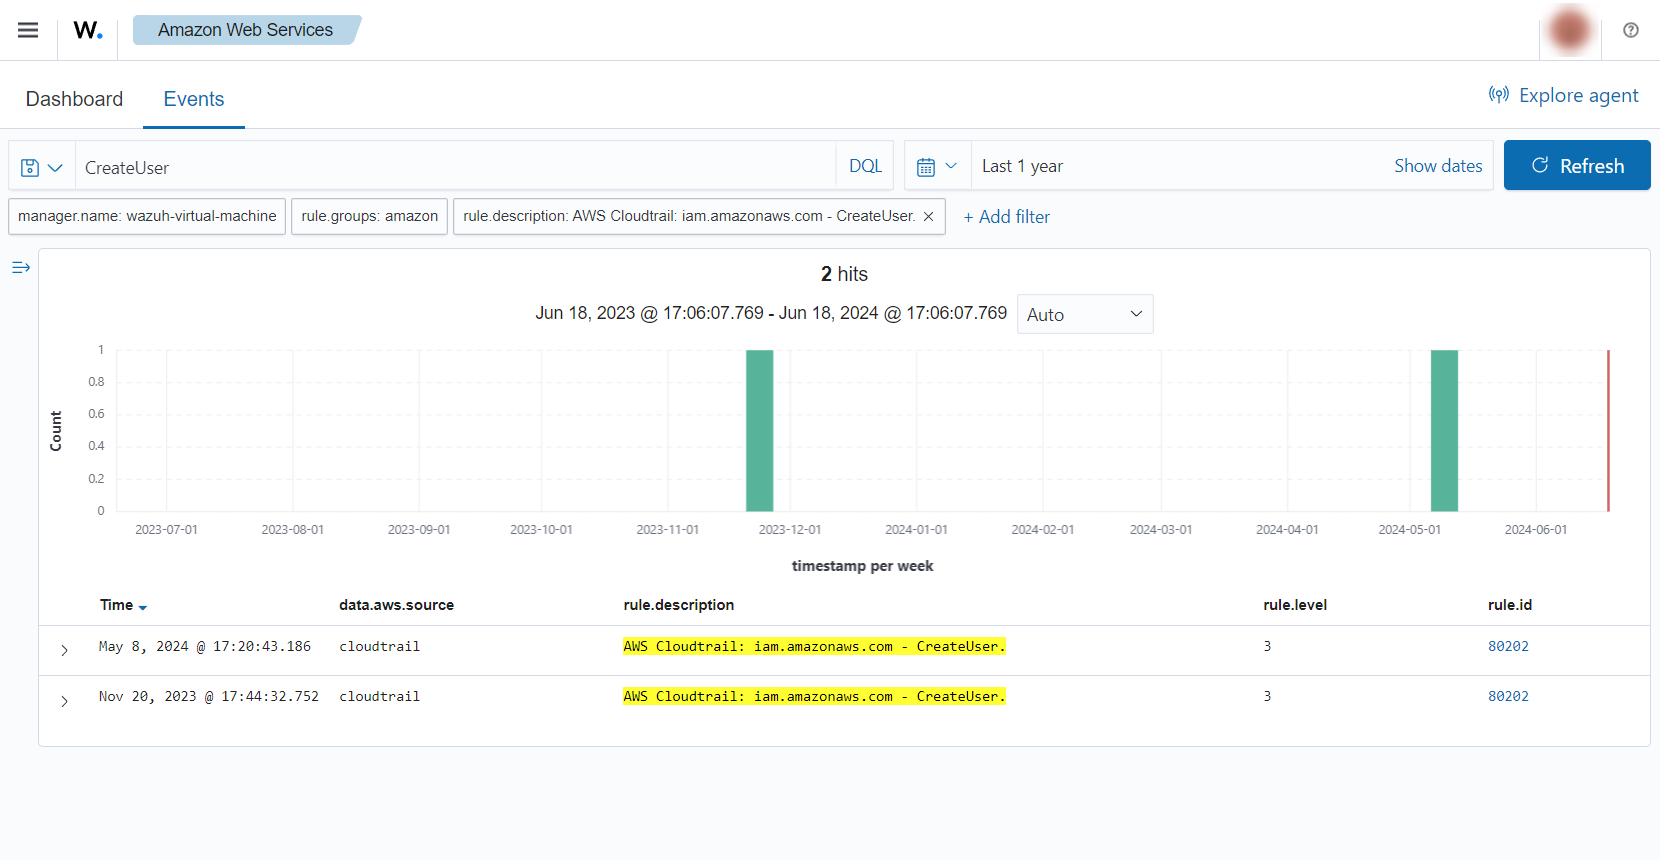 W. Amazon Web Services
Dashboard Events Explore agent
CreateUser DQL Last 1 year Show dates Refresh
manager.name: wazuh-virtual-machine rule.groups: amazon rule.description: AWS Cloudtrail: iam.amazonaws.com - CreateUser. × + Add filter
2 hits
Jun 18, 2023 @ 17:06:07.769 - Jun 18, 2024 @ 17:06:07.769 Auto
1
0.8
0.6
0.4
0.2
0
Count
2023-07-01 2023-08-01 2023-09-01 2023-10-01 2023-11-01 2023-12-01 2024-01-01 2024-02-01 2024-03-01 2024-04-01 2024-05-01 2024-06-01
timestamp per week
Time data.aws.source rule.description rule.level rule.id
May 8, 2024 @ 17:20:43.186 cloudtrail AWS Cloudtrail: iam.amazonaws.com - CreateUser. 3 80202
Nov 20, 2023 @ 17:44:32.752 cloudtrail AWS Cloudtrail: iam.amazonaws.com - CreateUser. 3 80202